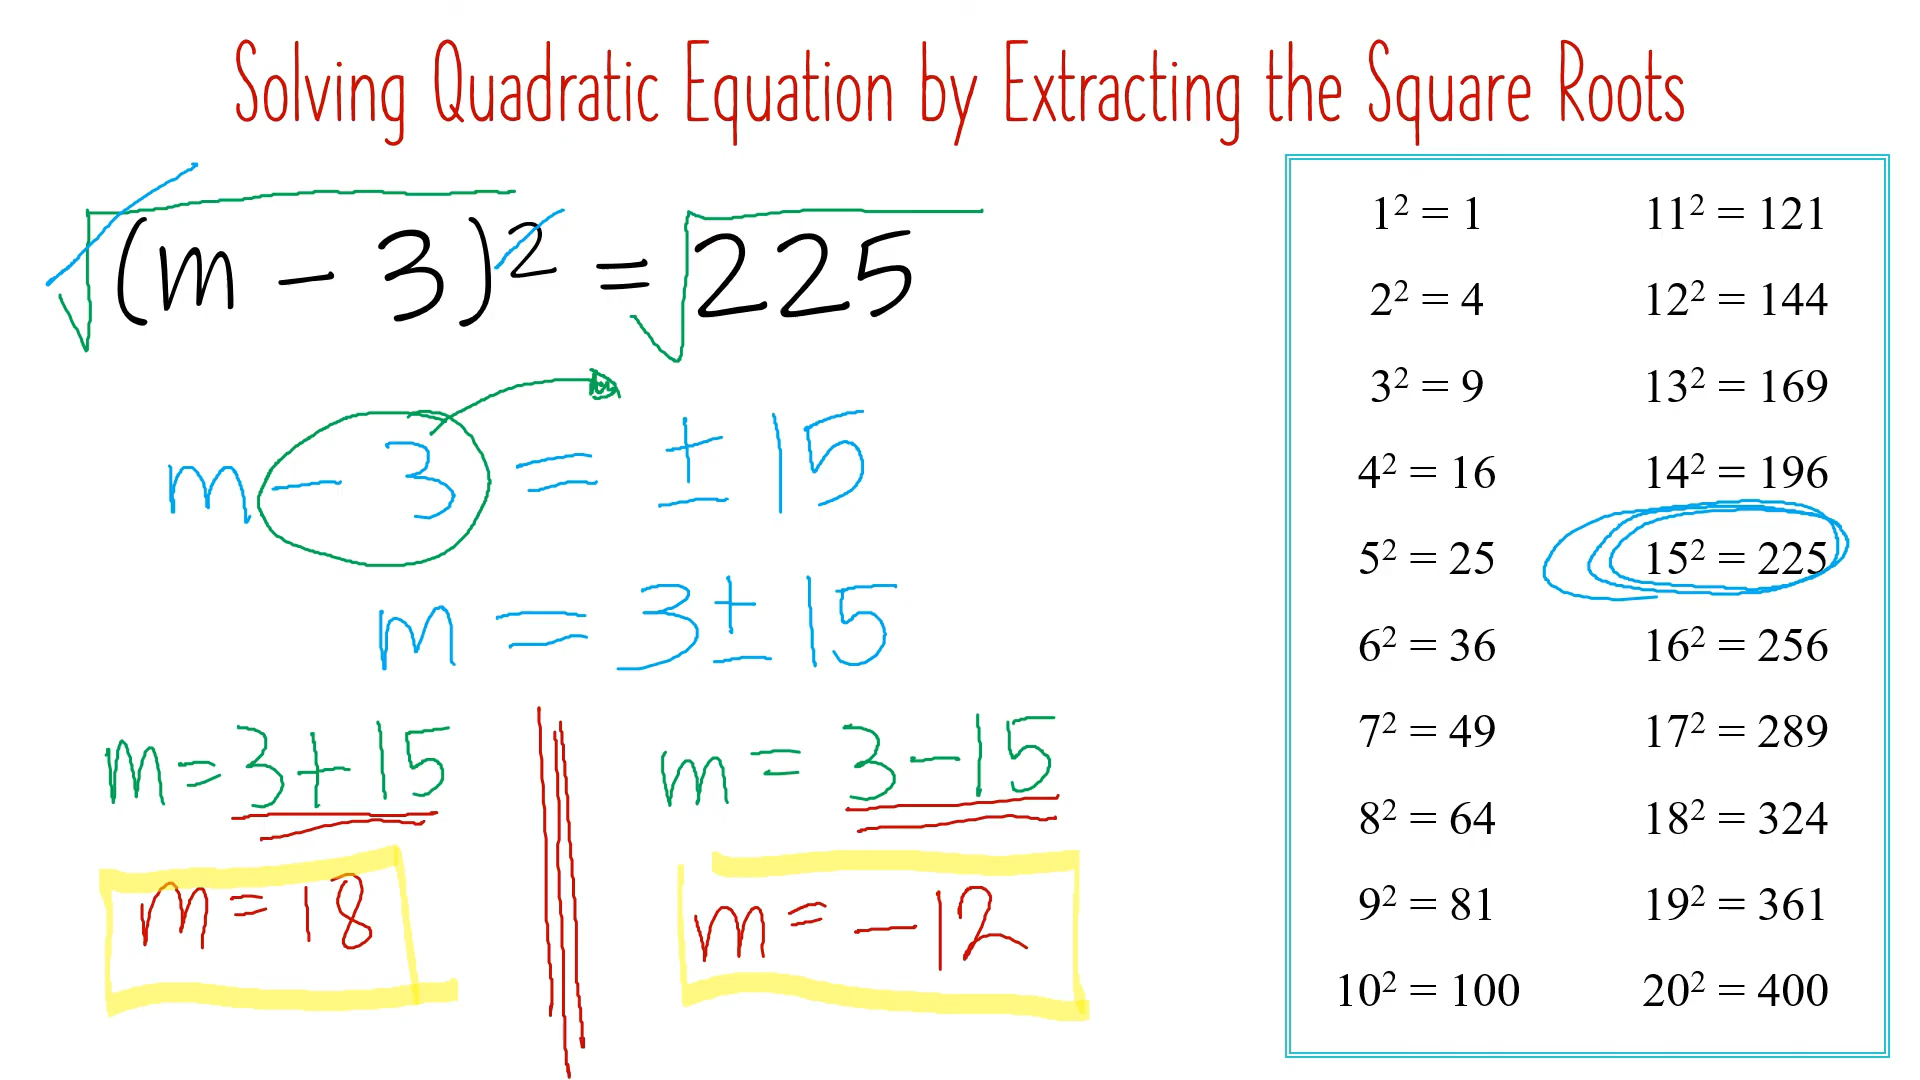 Solving Quadratic Equation by Extracting the Square Roots
√(m – 3)² = √225
m – 3 = ± 15
m = 3 ± 15
m = 3 + 15
m = 3 – 15
m = 18
m = –12
1² = 1
2² = 4
3² = 9
4² = 16
5² = 25
6² = 36
7² = 49
8² = 64
9² = 81
10² = 100
11² = 121
12² = 144
13² = 169
14² = 196
15² = 225
16² = 256
17² = 289
18² = 324
19² = 361
20² = 400